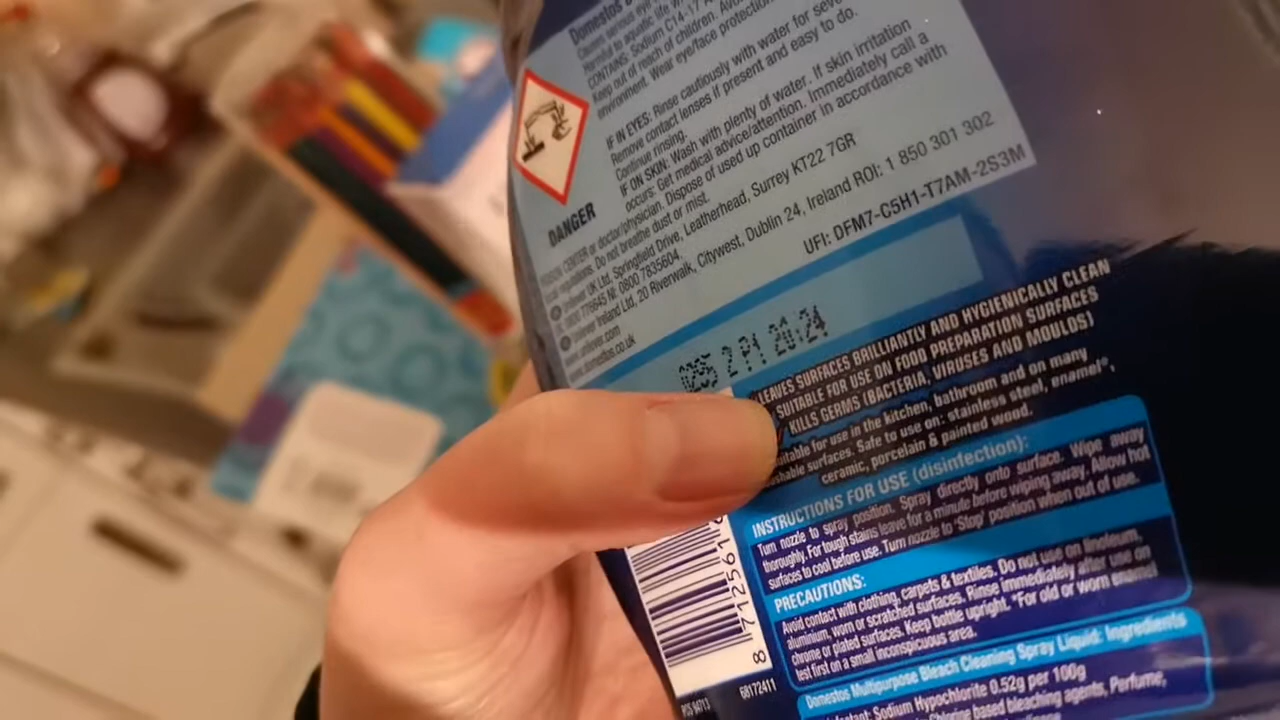 Domestos
CONTAINS Sodium C14-17
Keep out of reach of children.
environment. Wear eye/face protection
IF IN EYES: Rinse cautiously with water for
Remove contact lenses if present and easy to do.
Continue rinsing.
IF ON SKIN: Wash with plenty of water. If skin irritation
occurs: Get medical advice/attention. Immediately call a
CENTER or doctor/physician. Dispose of used up container in accordance with
regulations. Do not breathe dust or mist.
DANGER
Unilever UK Ltd, Springfield Drive, Leatherhead, Surrey KT22 7GR
776645 NI: 0800 7835604.
Unilever Ireland Ltd, 20 Riverwalk, Citywest, Dublin 24, Ireland ROI: 1 850 301 302
www.unilever.com
www.domestos.co.uk
UFI: DFM7-C5H1-T7AM-2S3M
2 P1 20:24
LEAVES SURFACES BRILLIANTLY AND HYGIENICALLY CLEAN
SUITABLE FOR USE ON FOOD PREPARATION SURFACES
KILLS GERMS (BACTERIA, VIRUSES AND MOULDS)
for use in the kitchen, bathroom and on many
surfaces. Safe to use on: stainless steel, enamel*,
ceramic, porcelain & painted wood.
INSTRUCTIONS FOR USE (disinfection):
Turn nozzle to spray position. Spray directly onto surface. Wipe away
thoroughly. For tough stains leave for a minute before wiping away. Allow hot
surfaces to cool before use. Turn nozzle to 'Stop' position when out of use.
PRECAUTIONS:
Avoid contact with clothing, carpets & textiles. Do not use on linoleum,
aluminium, worn or scratched surfaces. Rinse immediately after use on
chrome or plated surfaces. Keep bottle upright. *For old or worn enamel
test first on a small inconspicuous area.
Domestos Multipurpose Bleach Cleaning Spray Liquid: Ingredients
Sodium Hypochlorite 0.52g per 100g
Chlorine based bleaching agents, Perfume,
8 712561
68172411